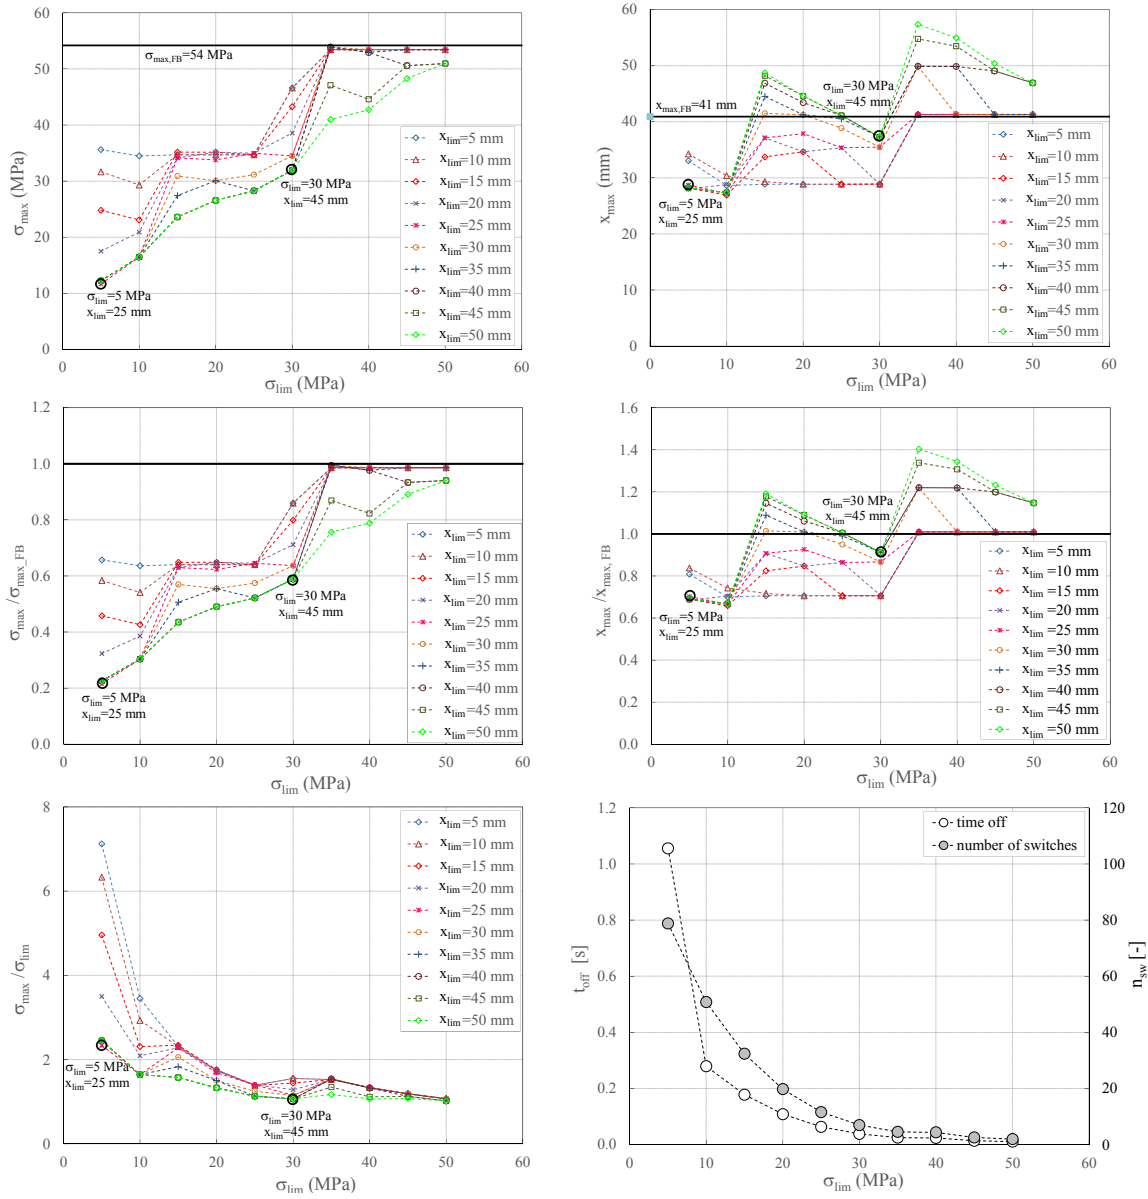 60
50
40
30
20
10
0
σmax (MPa)
σmax,FB=54 MPa
xlim=5 mm
xlim=10 mm
xlim=15 mm
xlim=20 mm
xlim=25 mm
xlim=30 mm
xlim=35 mm
xlim=40 mm
xlim=45 mm
xlim=50 mm
σlim=30 MPa
xlim=45 mm
σlim=5 MPa
xlim=25 mm
0 10 20 30 40 50 60
σlim (MPa)
60
50
40
30
20
10
0
xmax (mm)
xmax,FB=41 mm
σlim=30 MPa
xlim=45 mm
σlim=5 MPa
xlim=25 mm
xlim=5 mm
xlim=10 mm
xlim=15 mm
xlim=20 mm
xlim=25 mm
xlim=30 mm
xlim=35 mm
xlim=40 mm
xlim=45 mm
xlim=50 mm
0 10 20 30 40 50 60
σlim (MPa)
1.2
1.0
0.8
0.6
0.4
0.2
0.0
σmax /σmax_FB
σlim=30 MPa
xlim=45 mm
σlim=5 MPa
xlim=25 mm
xlim=5 mm
xlim=10 mm
xlim=15 mm
xlim=20 mm
xlim=25 mm
xlim=30 mm
xlim=35 mm
xlim=40 mm
xlim=45 mm
xlim=50 mm
0 10 20 30 40 50 60
σlim (MPa)
1.6
1.4
1.2
1.0
0.8
0.6
0.4
0.2
0.0
xmax/xmax, FB
σlim=30 MPa
xlim=45 mm
σlim=5 MPa
xlim=25 mm
xlim =5 mm
xlim =10 mm
xlim =15 mm
xlim =20 mm
xlim =25 mm
xlim =30 mm
xlim =35 mm
xlim =40 mm
xlim =45 mm
xlim =50 mm
0 10 20 30 40 50 60
σlim (MPa)
8
6
4
2
0
σmax /σlim
xlim=5 mm
xlim=10 mm
xlim=15 mm
xlim=20 mm
xlim=25 mm
xlim=30 mm
xlim=35 mm
xlim=40 mm
xlim=45 mm
xlim=50 mm
σlim=5 MPa
xlim=25 mm
σlim=30 MPa
xlim=45 mm
0 10 20 30 40 50 60
σlim (MPa)
1.2
1.0
0.8
0.6
0.4
0.2
0.0
toff [s]
time off
number of switches
120
100
80
60
40
20
0
nsw [-]
0 10 20 30 40 50 60
σlim (MPa)